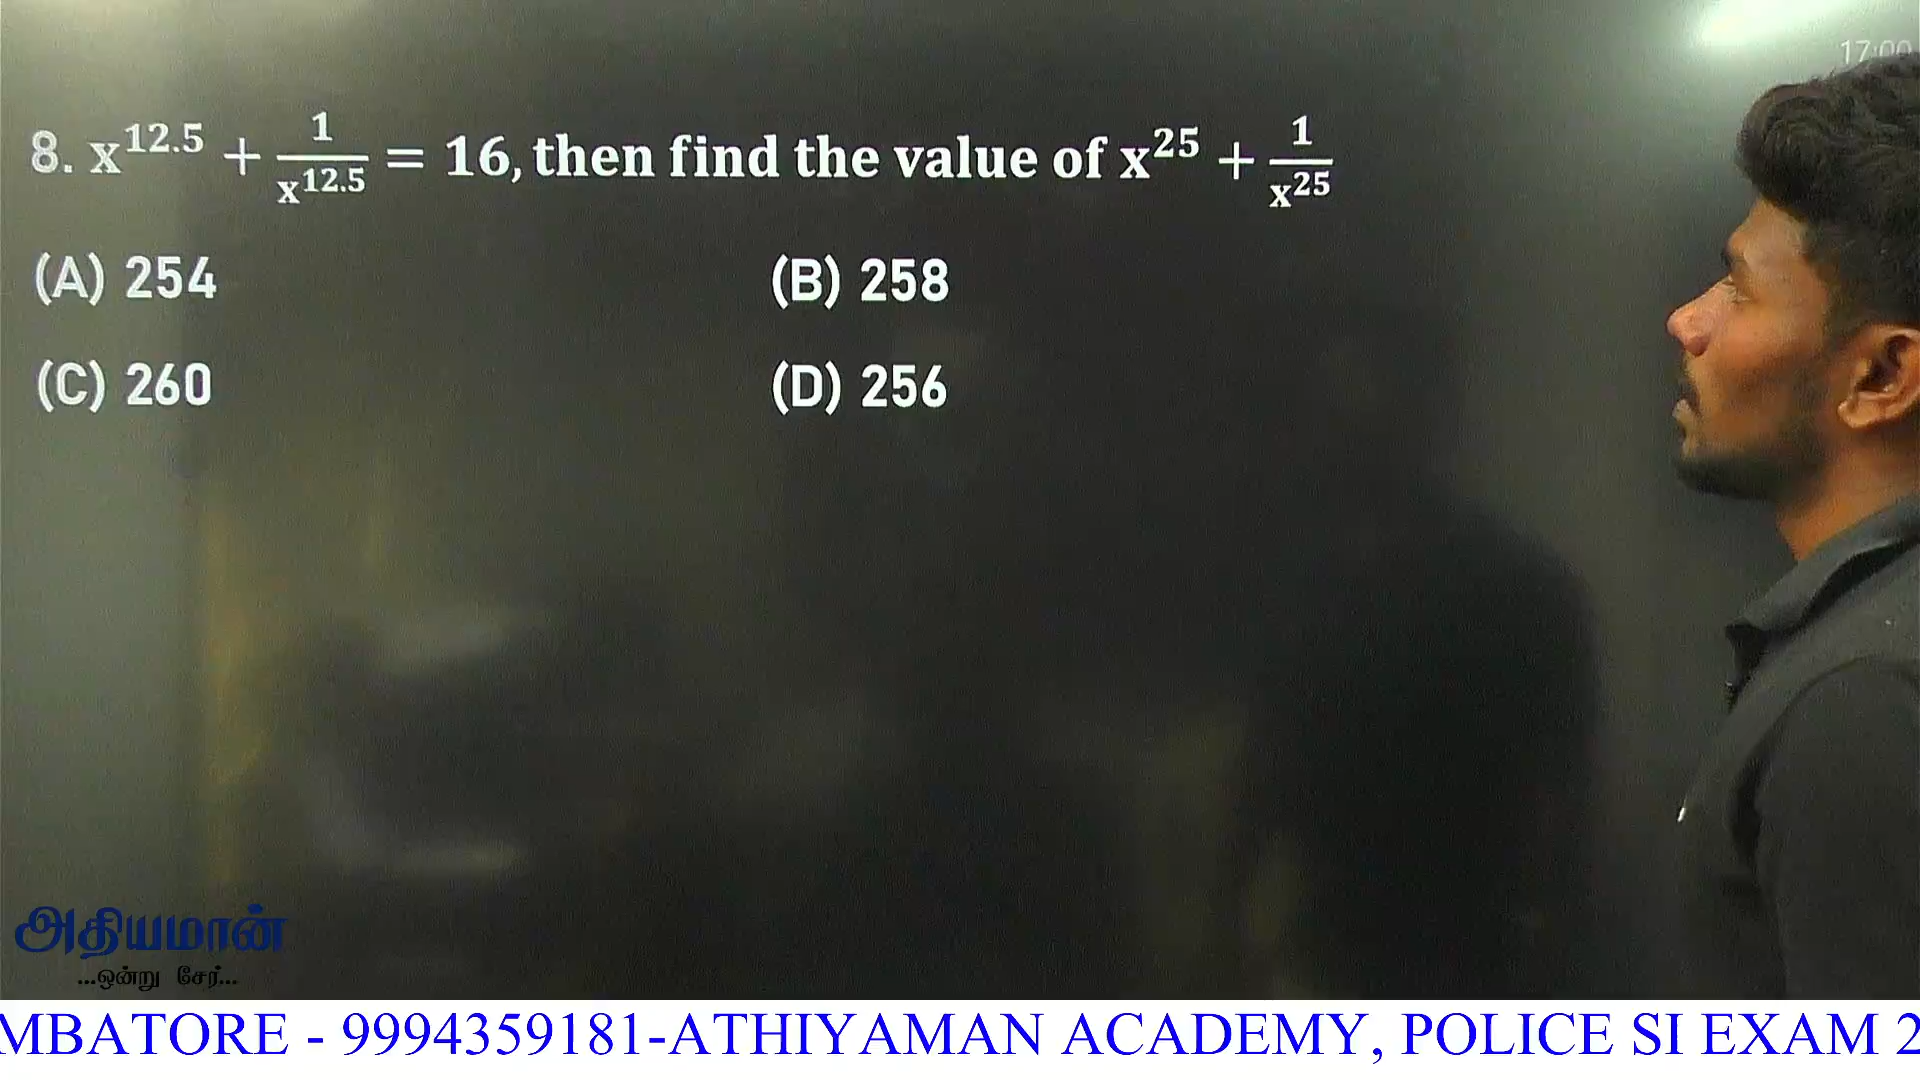 17:00
8. x^12.5 + 1/x^12.5 = 16, then find the value of x^25 + 1/x^25
(A) 254 (B) 258
(C) 260 (D) 256
அதியமான்
...ஒன்று சேர்...
MBATORE - 9994359181-ATHIYAMAN ACADEMY, POLICE SI EXAM 2